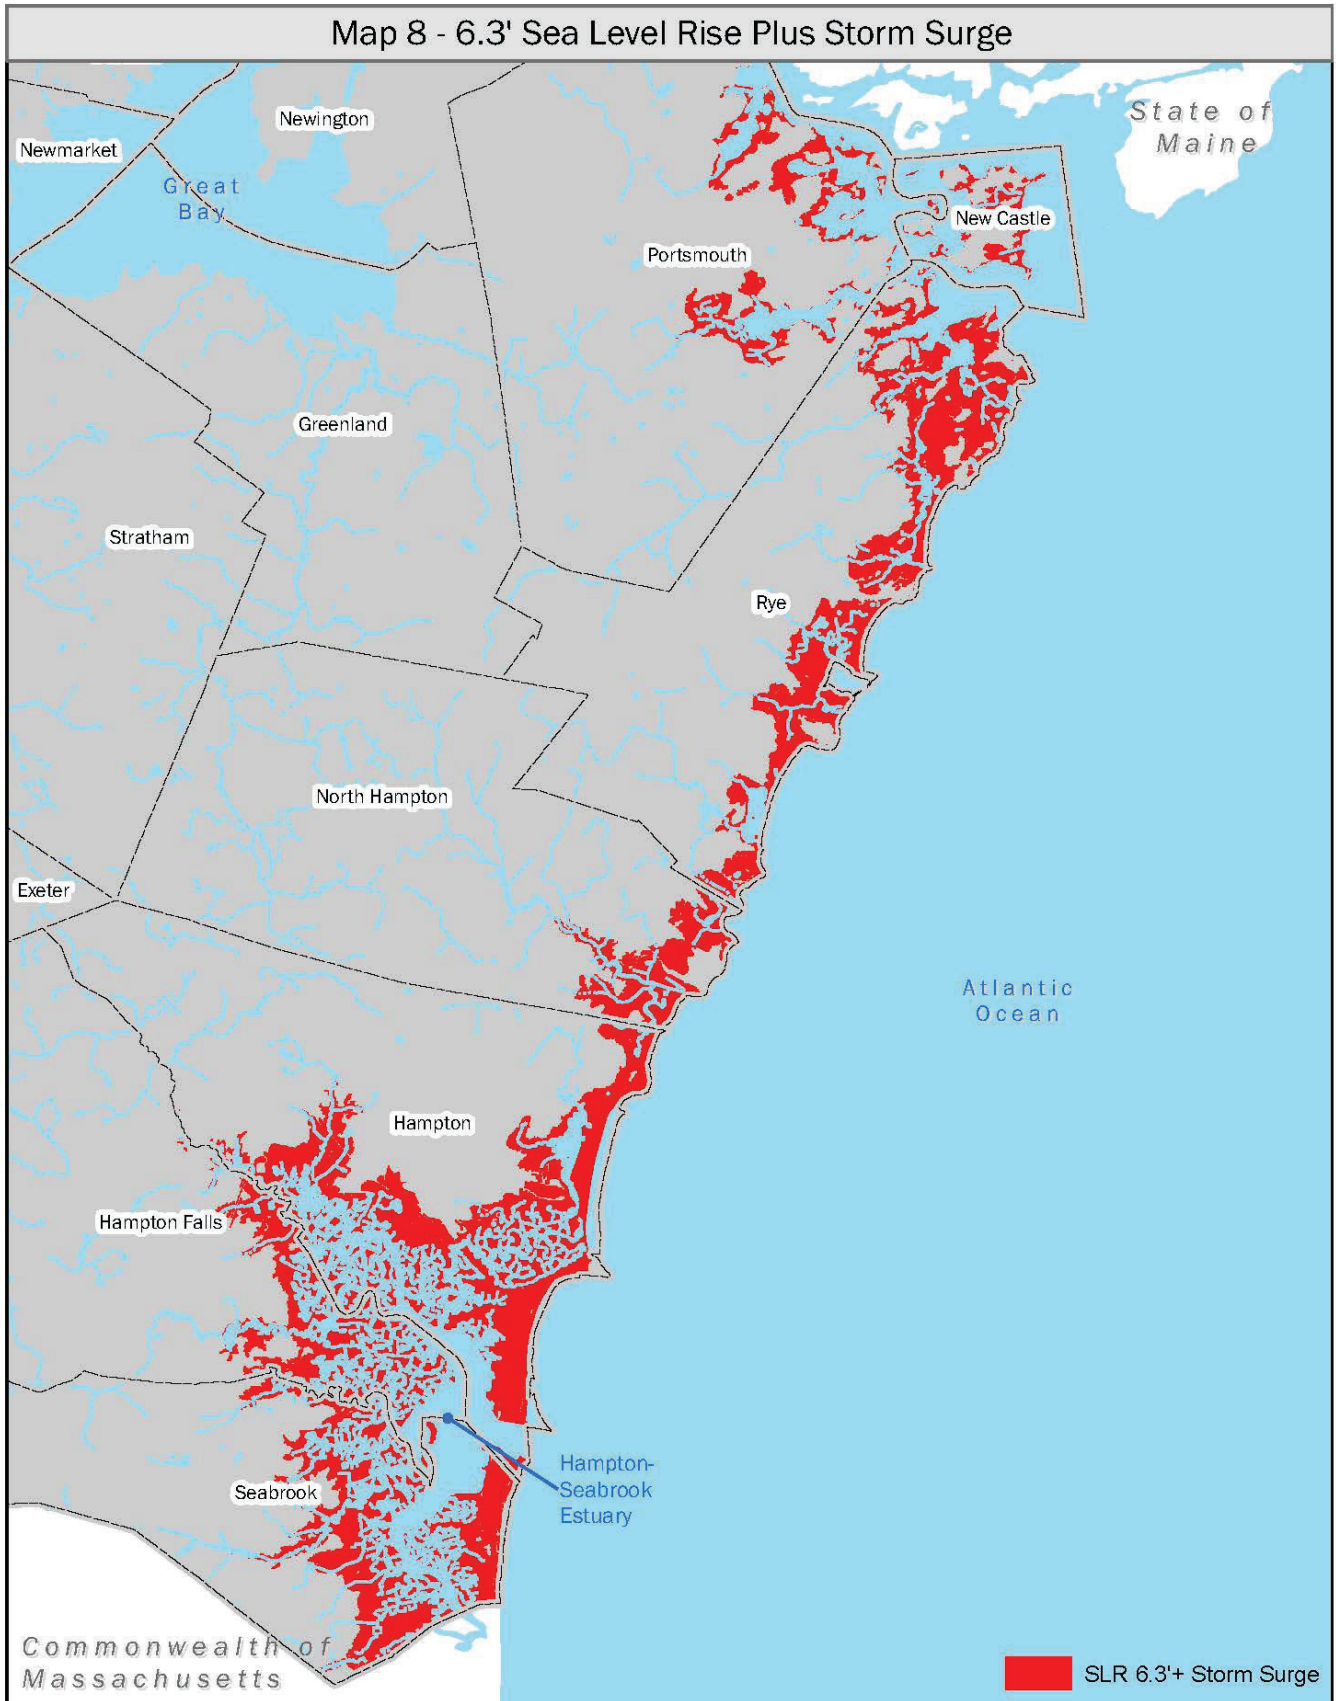 Map 8 - 6.3' Sea Level Rise Plus Storm Surge
State of
Maine
Newington
Newmarket
Great
Bay
New Castle
Portsmouth
Greenland
Stratham
Rye
North Hampton
Exeter
Atlantic
Ocean
Hampton
Hampton Falls
Hampton-
Seabrook
Estuary
Seabrook
Commonwealth of
Massachusetts
SLR 6.3'+ Storm Surge